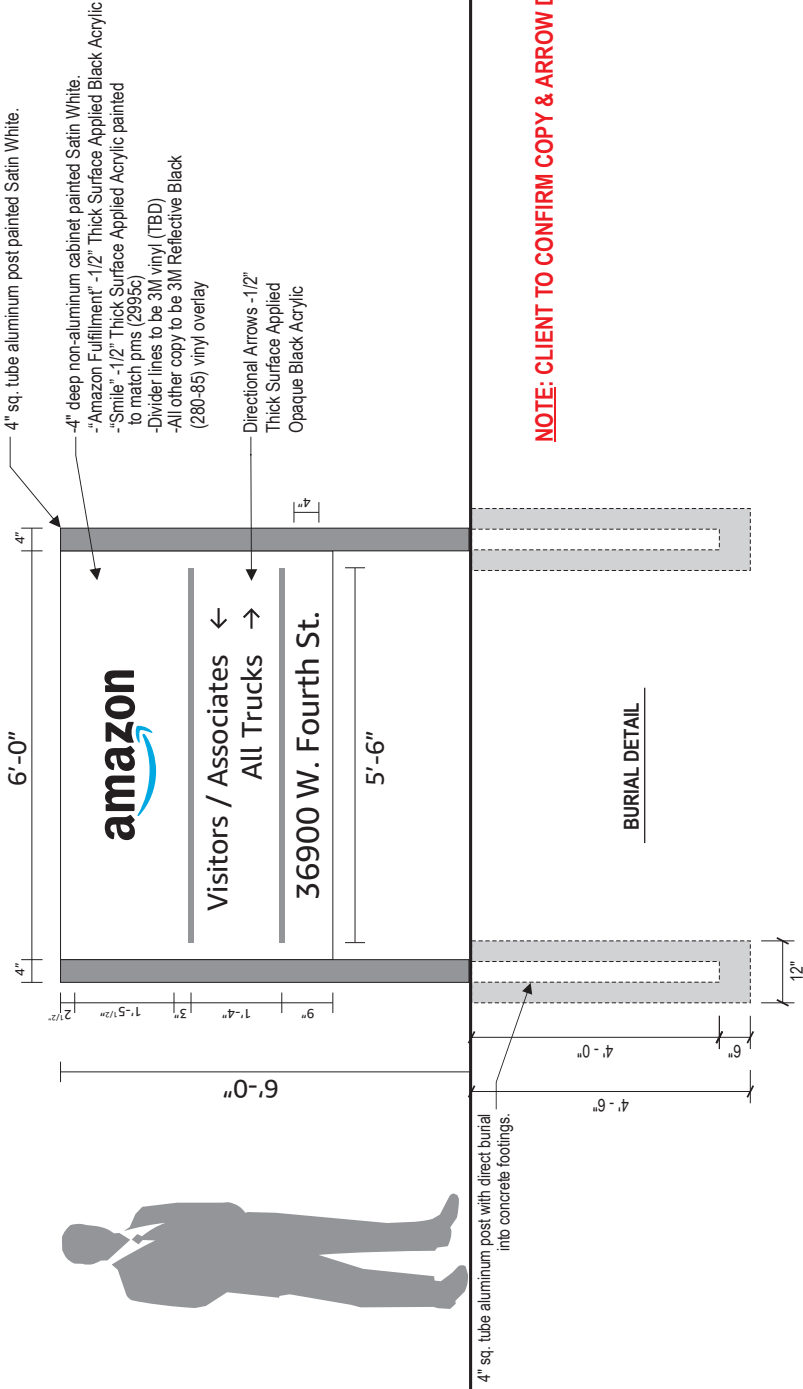 4" sq. tube aluminum post painted Satin White.
-4" deep non-aluminum cabinet painted Satin White.
-"Amazon Fulfillment" -1/2" Thick Surface Applied Black Acrylic
-"Smile" -1/2" Thick Surface Applied Acrylic painted
to match pms (2995c)
-Divider lines to be 3M vinyl (TBD)
-All other copy to be 3M Reflective Black
(280-85) vinyl overlay
Directional Arrows -1/2"
Thick Surface Applied
Opaque Black Acrylic
6'-0"
4"
4"
2 1/2"
1'-5 1/2"
3"
1'-4"
9"
6'-0"
amazon
Visitors / Associates ←
All Trucks →
36900 W. Fourth St.
4"
5'-6"
4" sq. tube aluminum post with direct burial
into concrete footings.
4' - 0"
6"
4' - 6"
12"
BURIAL DETAIL
NOTE: CLIENT TO CONFIRM COPY & ARROW